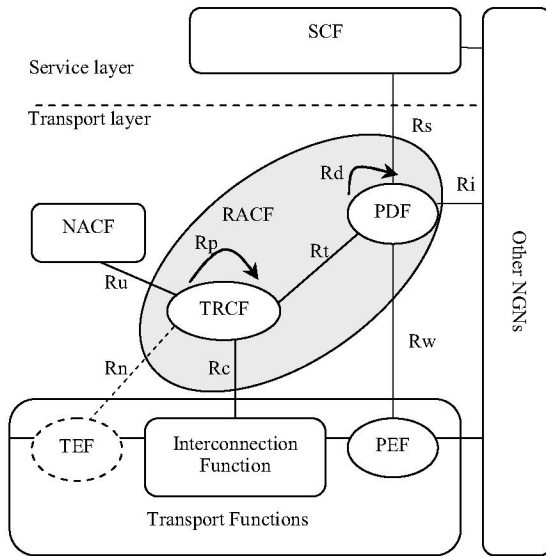 SCF
Service layer
Transport layer
Rs
Rd
Ri
RACF
PDF
NACF
Rp
Rt
Ru
TRCF
Other NGNs
Rn
Rc
Rw
TEF
Interconnection
Function
PEF
Transport Functions